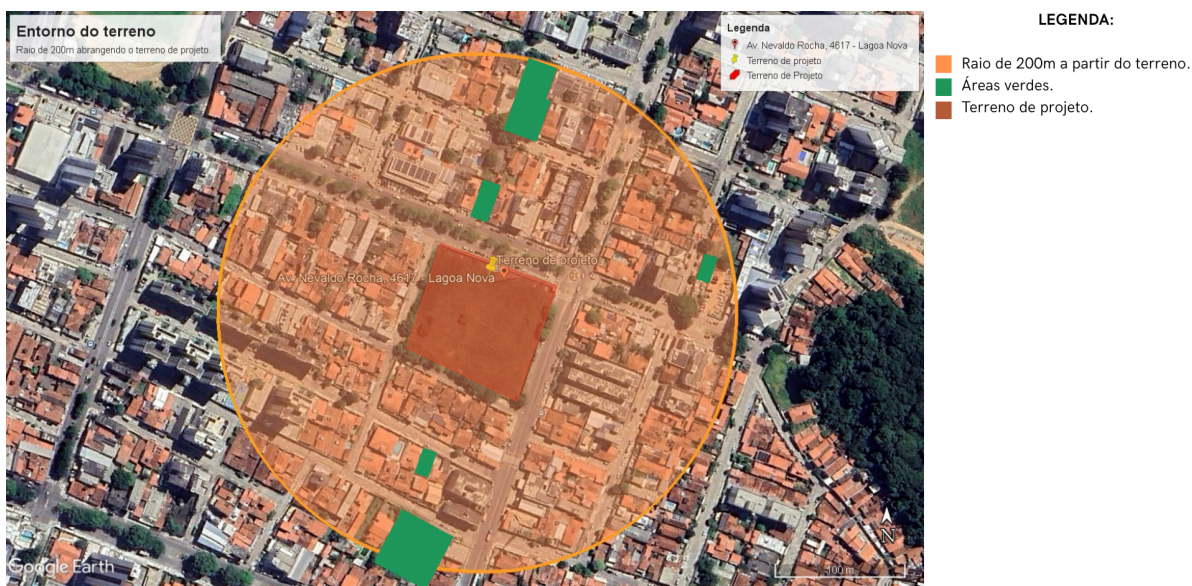 Entorno do terreno
Raio de 200m abrangendo o terreno de projeto.
Legenda
Av. Nevaldo Rocha, 4617 - Lagoa Nova
Terreno de projeto
Terreno de Projeto
LEGENDA:
Raio de 200m a partir do terreno.
Áreas verdes.
Terreno de projeto.
Terreno de projeto
Av. Nevaldo Rocha, 4617 - Lagoa Nova
N
Google Earth
100 m